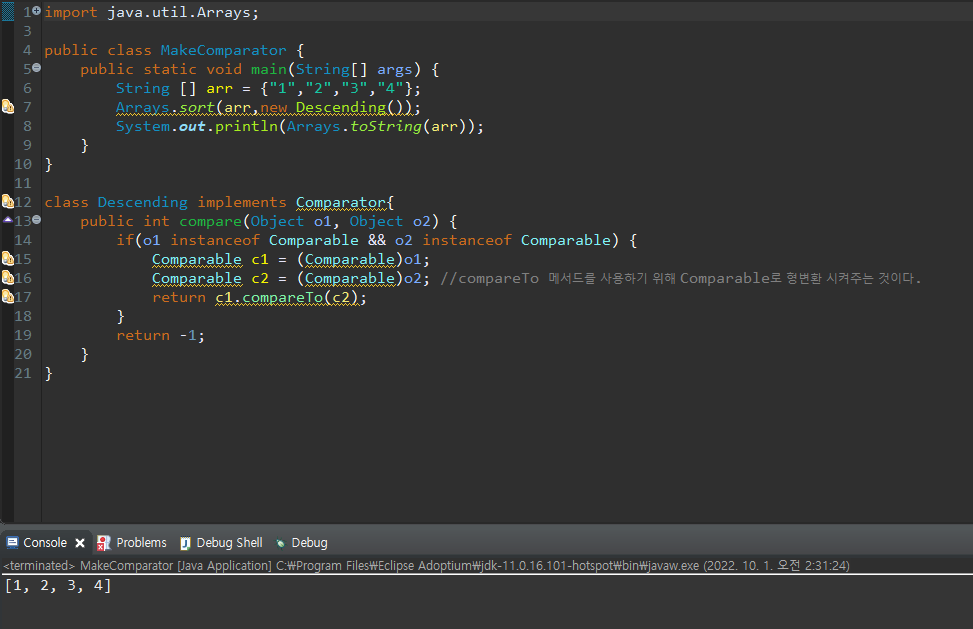 1 import java.util.Arrays;
3
4 public class MakeComparator {
5 public static void main(String[] args) {
6 String [] arr = {"1","2","3","4"};
7 Arrays.sort(arr,new Descending());
8 System.out.println(Arrays.toString(arr));
9 }
10 }
11
12 class Descending implements Comparator{
13 public int compare(Object o1, Object o2) {
14 if(o1 instanceof Comparable && o2 instanceof Comparable) {
15 Comparable c1 = (Comparable)o1;
16 Comparable c2 = (Comparable)o2; //compareTo 메서드를 사용하기 위해 Comparable로 형변환 시켜주는 것이다.
17 return c1.compareTo(c2);
18 }
19 return -1;
20 }
21 }
Console Problems Debug Shell Debug
<terminated> MakeComparator [Java Application] C:₩Program Files₩Eclipse Adoptium₩jdk-11.0.16.101-hotspot₩bin₩javaw.exe (2022. 10. 1. 오전 2:31:24)
[1, 2, 3, 4]